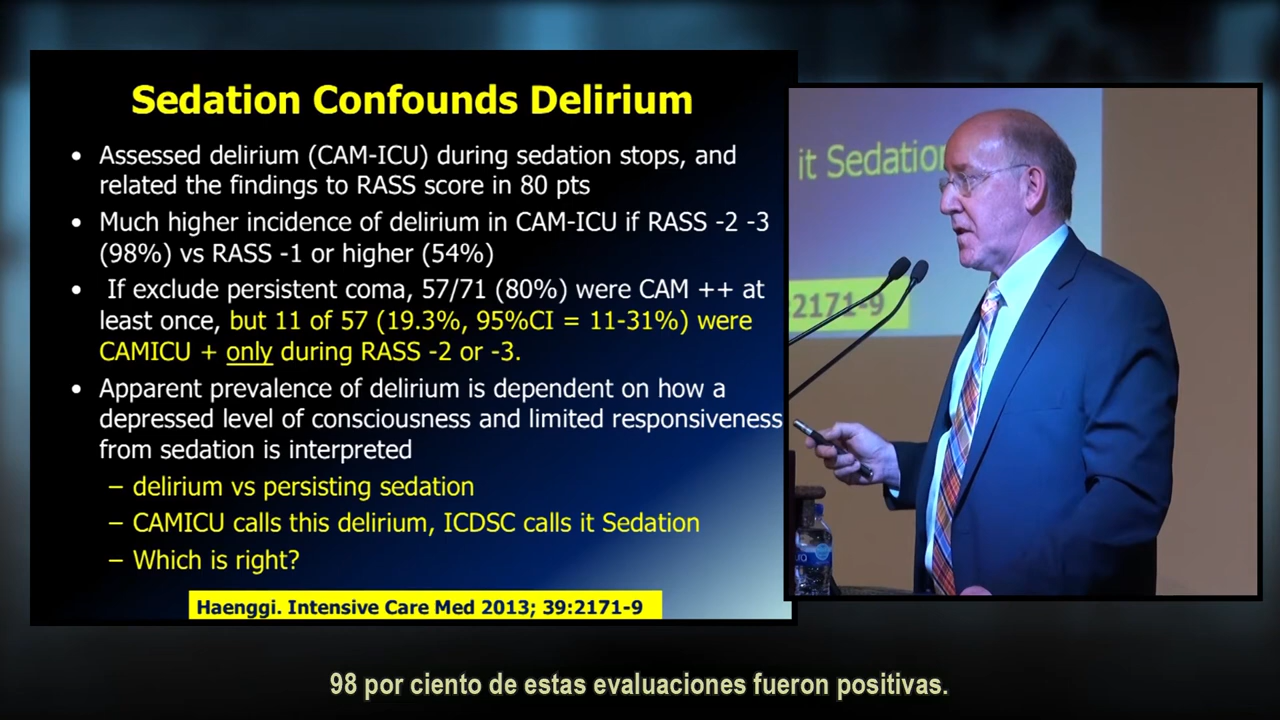 Sedation Confounds Delirium
• Assessed delirium (CAM-ICU) during sedation stops, and
related the findings to RASS score in 80 pts
• Much higher incidence of delirium in CAM-ICU if RASS -2 -3
(98%) vs RASS -1 or higher (54%)
• If exclude persistent coma, 57/71 (80%) were CAM ++ at
least once, but 11 of 57 (19.3%, 95%CI = 11-31%) were
CAMICU + only during RASS -2 or -3.
• Apparent prevalence of delirium is dependent on how a
depressed level of consciousness and limited responsiveness
from sedation is interpreted
– delirium vs persisting sedation
– CAMICU calls this delirium, ICDSC calls it Sedation
– Which is right?
Haenggi. Intensive Care Med 2013; 39:2171-9
it Sedation
2171-9
98 por ciento de estas evaluaciones fueron positivas.